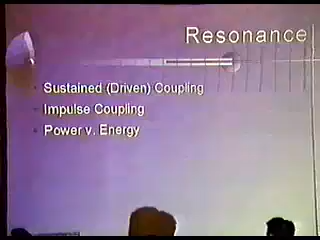 Resonance
Sustained (Driven) Coupling
Impulse Coupling
Power v. Energy